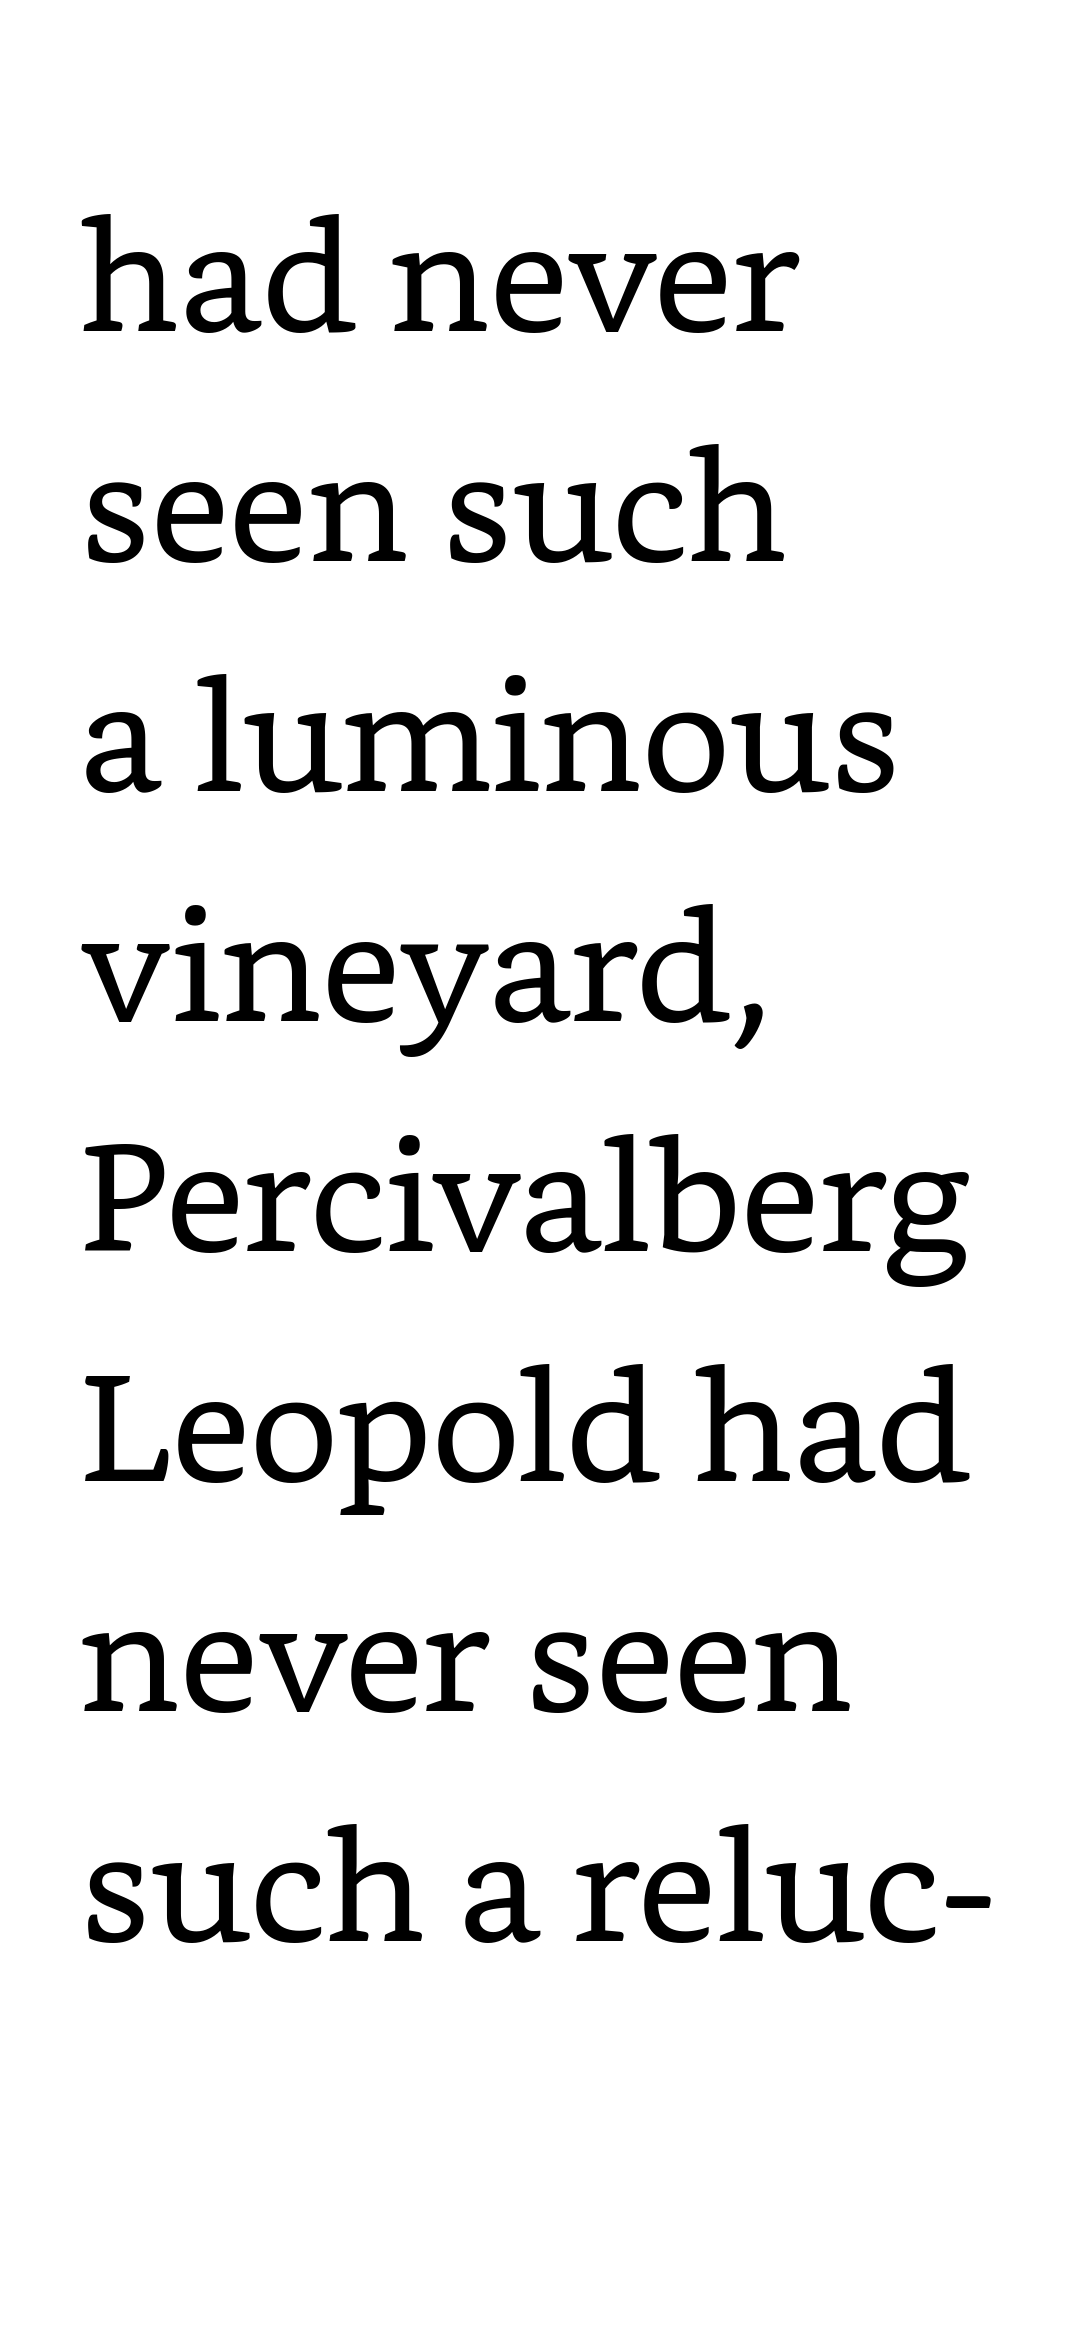 had never
seen such
a luminous
vineyard,
Percivalberg
Leopold had
never seen
such a reluc-